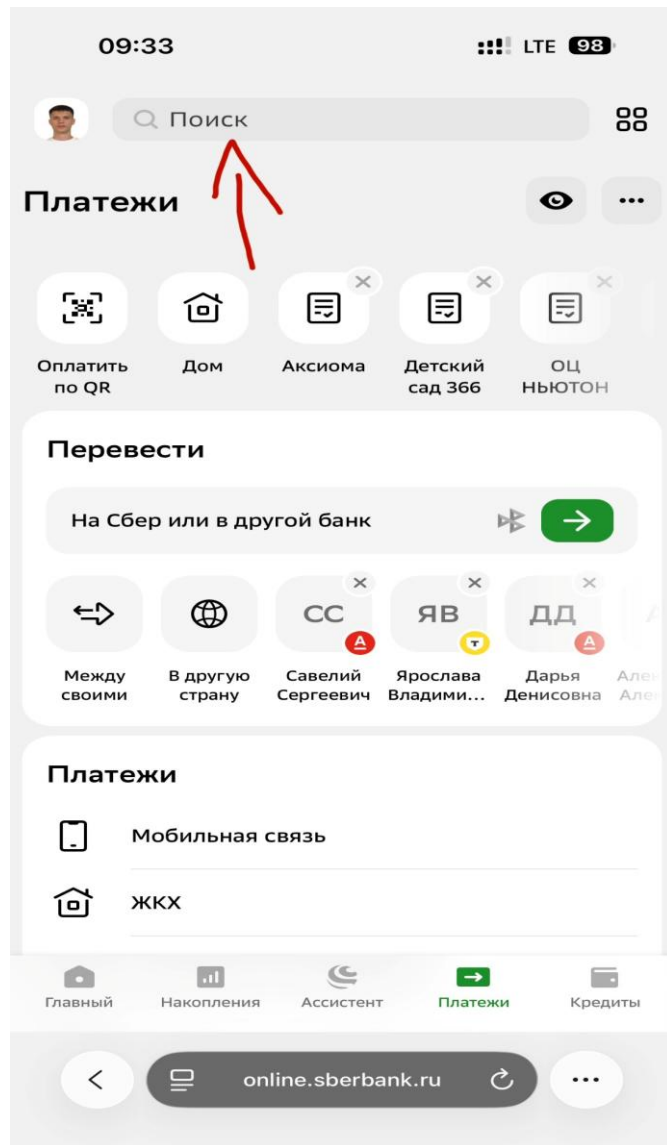 09:33
LTE 98
Поиск
Платежи
Оплатить по QR
Дом
Аксиома
Детский сад 366
ОЦ НЬЮТОН
Перевести
На Сбер или в другой банк
СС
ЯВ
ДД
Между своими
В другую страну
Савелий Сергеевич
Ярослава Владими...
Дарья Денисовна
Платежи
Мобильная связь
ЖКХ
Главный
Накопления
Ассистент
Платежи
Кредиты
online.sberbank.ru